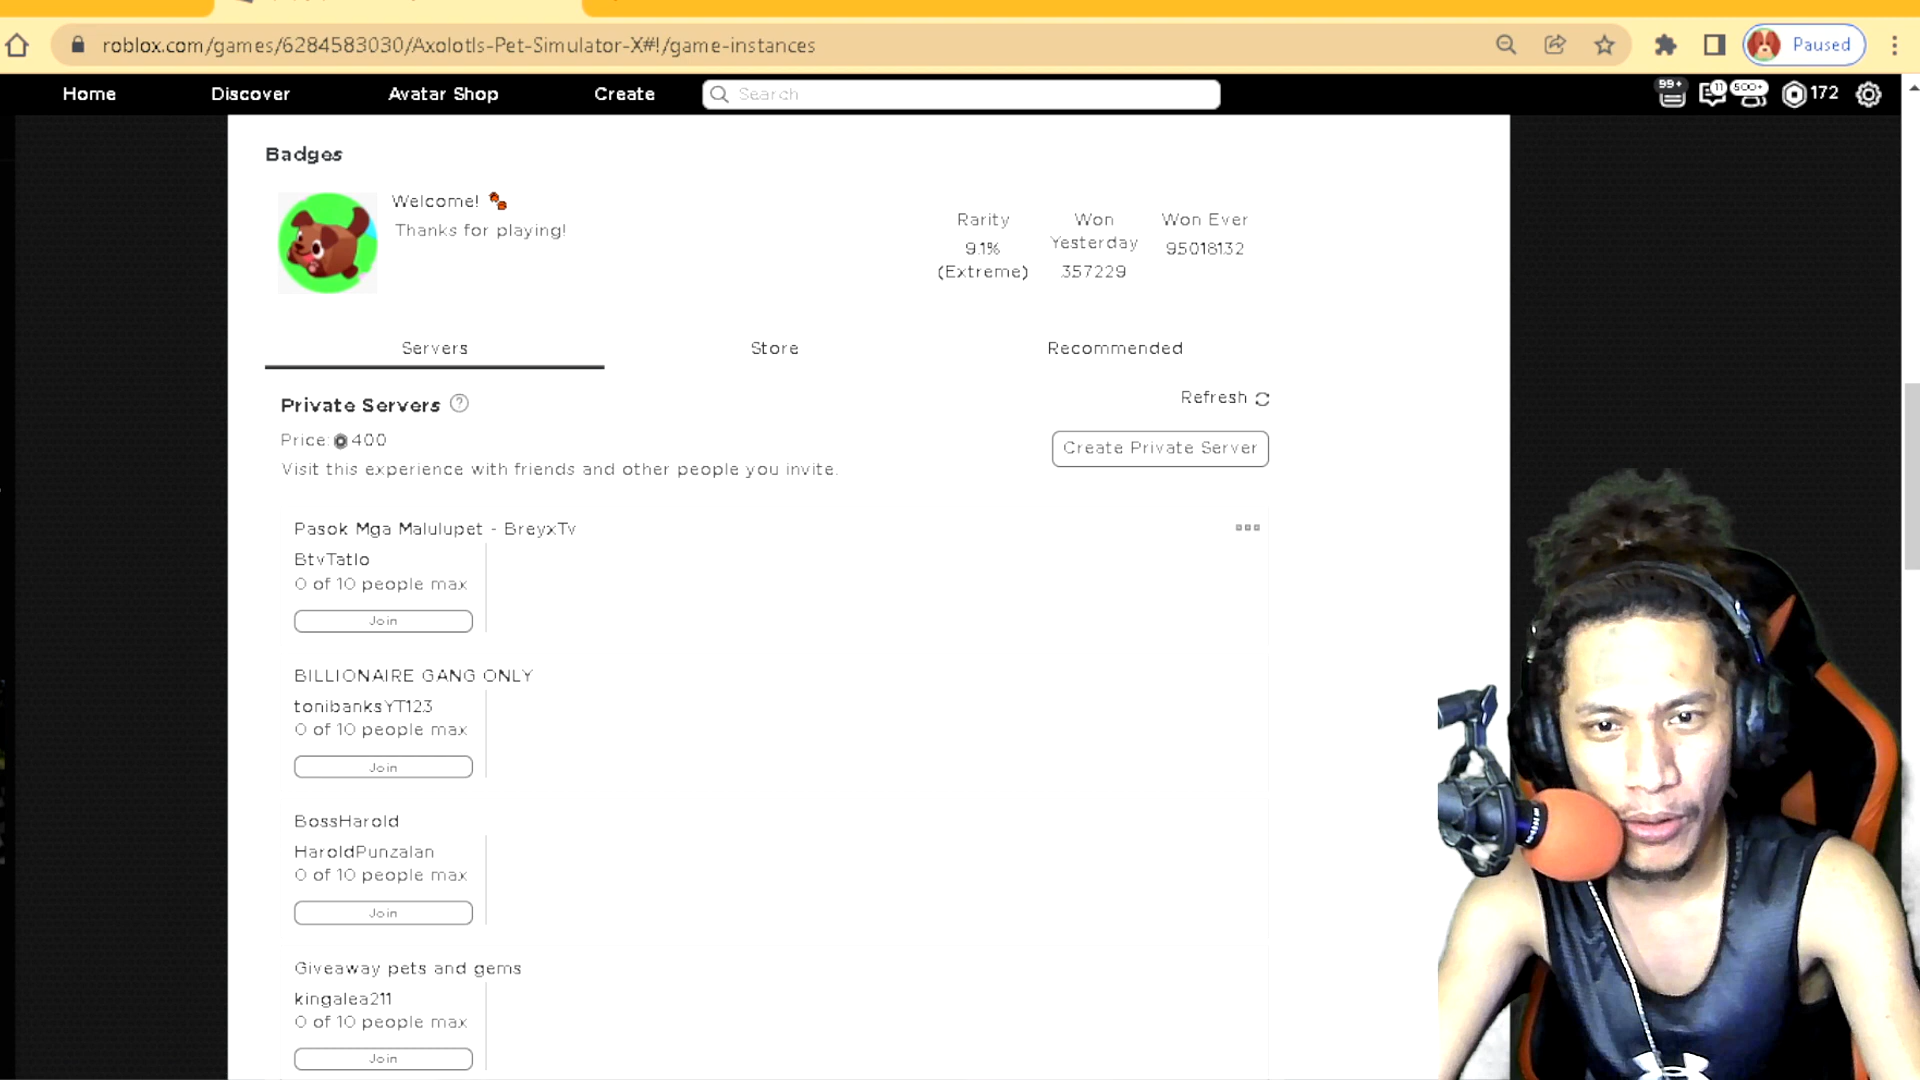 roblox.com/games/6284583030/Axolotls-Pet-Simulator-X#!/game-instances
Paused
Home Discover Avatar Shop Create Search 99+ 11 500+ 172
Badges
Welcome!
Thanks for playing!
Rarity
9.1%
(Extreme)
Won
Yesterday
357229
Won Ever
95018132
Servers Store Recommended
Private Servers
Refresh
Price: 400
Create Private Server
Visit this experience with friends and other people you invite.
Pasok Mga Malulupet - BreyxTv
BtvTatlo
0 of 10 people max
Join
BILLIONAIRE GANG ONLY
tonibanksYT123
0 of 10 people max
Join
BossHarold
HaroldPunzalan
0 of 10 people max
Join
Giveaway pets and gems
kingalea211
0 of 10 people max
Join